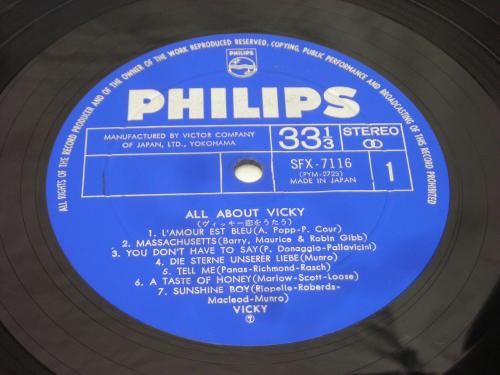 ALL RIGHTS OF THE RECORD PRODUCER AND OF THE OWNER OF THE WORK REPRODUCED RESERVED. COPYING, PUBLIC PERFORMANCE AND BROADCASTING OF THIS RECORD PROHIBITED
PHILIPS
PHILIPS
MANUFACTURED BY VICTOR COMPANY
OF JAPAN, LTD., YOKOHAMA
33 1/3
STEREO
SFX-7116
(PYM-2723)
MADE IN JAPAN
1
ALL ABOUT VICKY
(ヴィッキー恋をうたう)
1. L'AMOUR EST BLEU(A. Popp-P. Cour)
2. MASSACHUSETTS(Barry, Maurice & Robin Gibb)
3. YOU DON'T HAVE TO SAY(P. Donaggio-Pallavicini)
4. DIE STERNE UNSERER LIEBE(Munro)
5. TELL ME(Panas-Richmond-Rasch)
6. A TASTE OF HONEY(Marlow-Scott-Loose)
7. SUNSHINE BOY(Riopelle-Roberds-
Macleod-Munro)
VICKY